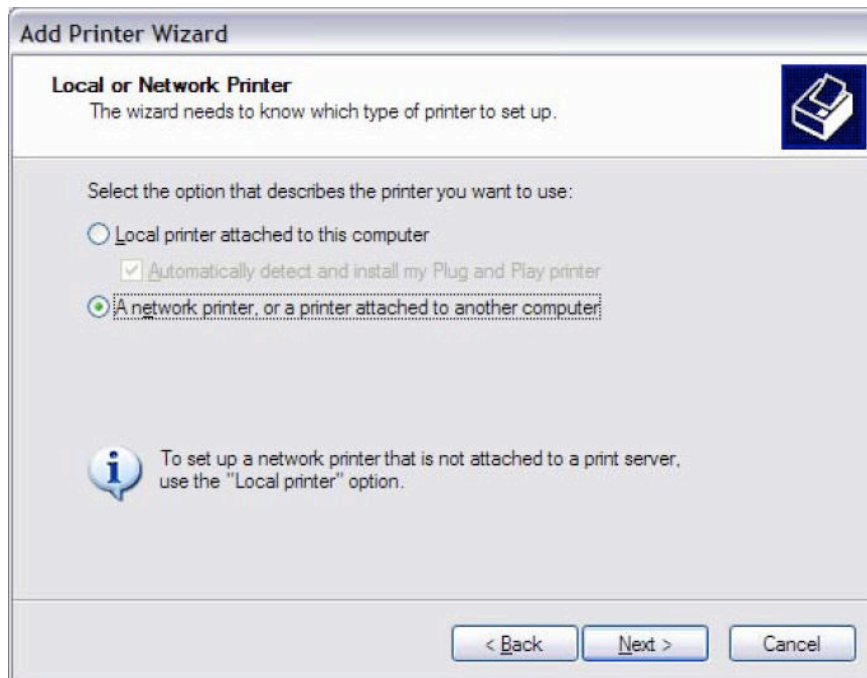 Add Printer Wizard
Local or Network Printer
The wizard needs to know which type of printer to set up.
Select the option that describes the printer you want to use:
Local printer attached to this computer
Automatically detect and install my Plug and Play printer
A network printer, or a printer attached to another computer
To set up a network printer that is not attached to a print server,
use the "Local printer" option.
< Back
Next >
Cancel